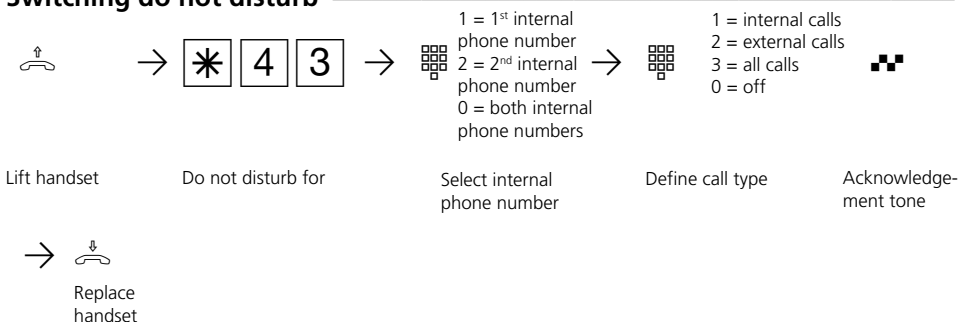 Switching do not disturb
✱ 4 3
1 = 1st internal
phone number
2 = 2nd internal
phone number
0 = both internal
phone numbers
1 = internal calls
2 = external calls
3 = all calls
0 = off
Lift handset
Do not disturb for
Select internal
phone number
Define call type
Acknowledge-
ment tone
Replace
handset